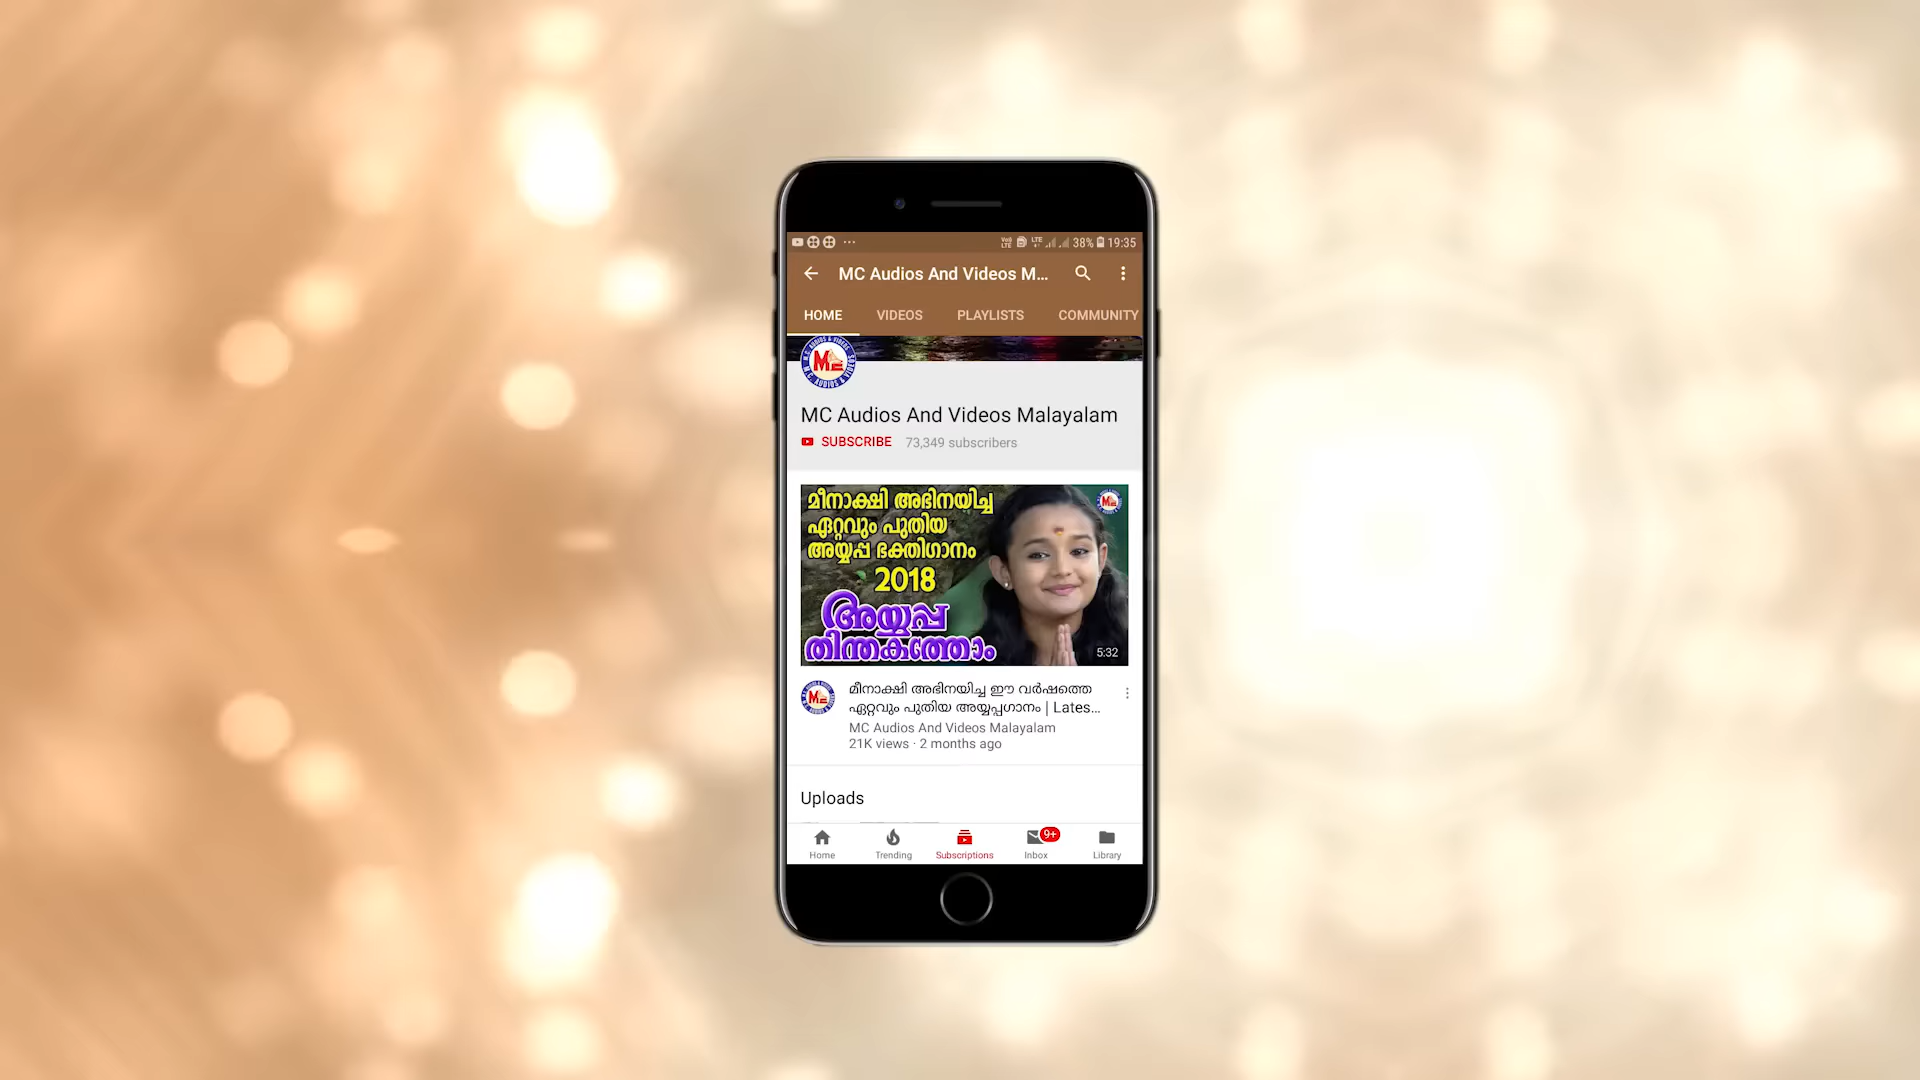 38% 19:35
MC Audios And Videos M...
HOME VIDEOS PLAYLISTS COMMUNITY
MC Audios And Videos Malayalam
SUBSCRIBE 73,349 subscribers
മീനാക്ഷി അഭിനയിച്ച
ഏറ്റവും പുതിയ
അയ്യപ്പ ഭക്തിഗാനം
2018
അയ്യപ്പ
തിന്തകത്തോം
5:32
മീനാക്ഷി അഭിനയിച്ച ഈ വർഷത്തെ
ഏറ്റവും പുതിയ അയ്യപ്പഗാനം | Lates...
MC Audios And Videos Malayalam
21K views · 2 months ago
Uploads
9+
Home Trending Subscriptions Inbox Library